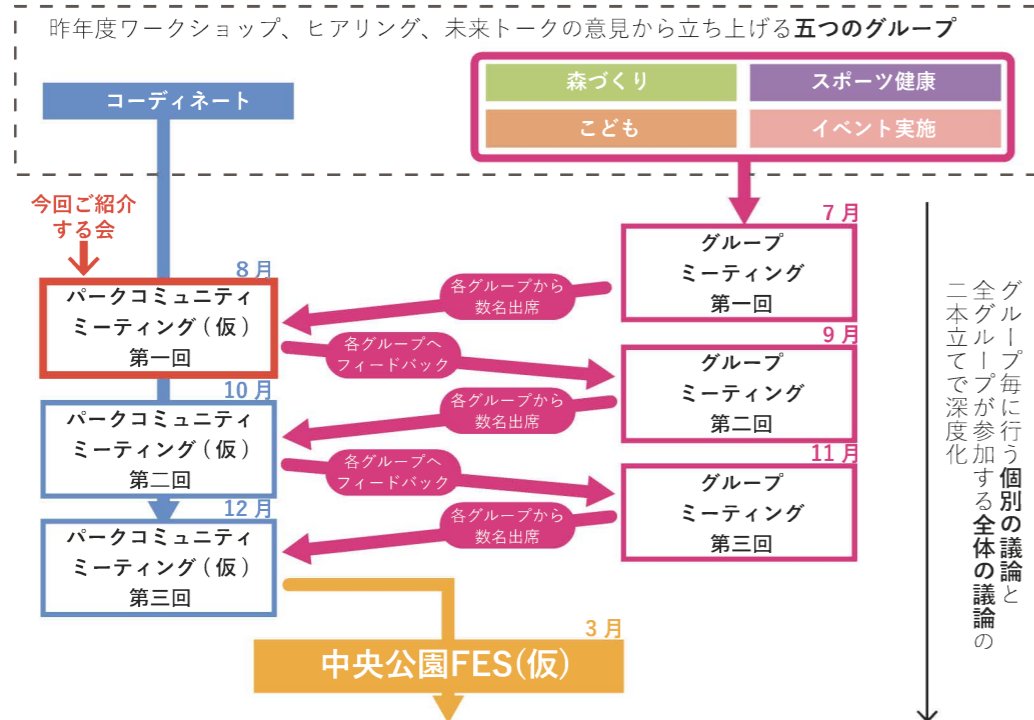 昨年度ワークショップ、ヒアリング、未来トークの意見から立ち上げる五つのグループ
コーディネート
森づくり
スポーツ健康
こども
イベント実施
今回ご紹介
する会
7月
グループ
ミーティング
第一回
各グループから
数名出席
8月
パークコミュニティ
ミーティング(仮)
第一回
各グループへ
フィードバック
9月
グループ
ミーティング
第二回
各グループから
数名出席
10月
パークコミュニティ
ミーティング(仮)
第二回
各グループへ
フィードバック
11月
グループ
ミーティング
第三回
各グループから
数名出席
12月
パークコミュニティ
ミーティング(仮)
第三回
3月
中央公園FES(仮)
グループ毎に行う個別の議論と
全グループが参加する全体の議論の
二本立てで深度化